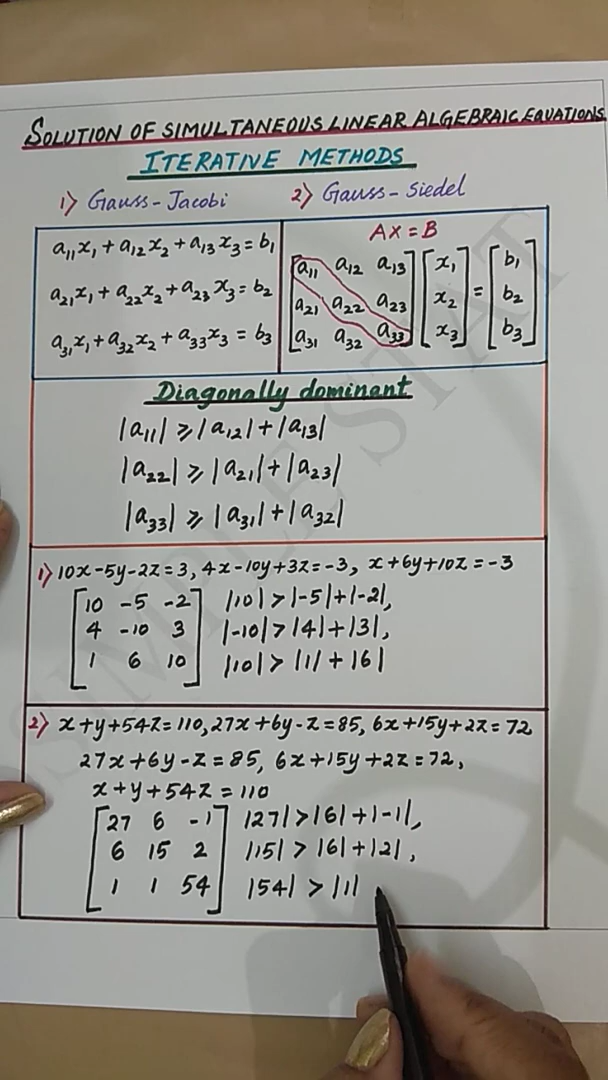 SOLUTION OF SIMULTANEOUS LINEAR ALGEBRAIC EQUATIONS
ITERATIVE METHODS
1) Gauss-Jacobi 2) Gauss-Siedel
a₁₁x₁ + a₁₂x₂ + a₁₃x₃ = b₁
a₂₁x₁ + a₂₂x₂ + a₂₃x₃ = b₂
a₃₁x₁ + a₃₂x₂ + a₃₃x₃ = b₃
AX = B
[a₁₁ a₁₂ a₁₃] [x₁] [b₁]
[a₂₁ a₂₂ a₂₃] [x₂] = [b₂]
[a₃₁ a₃₂ a₃₃] [x₃] [b₃]
Diagonally dominant
|a₁₁| ⩾ |a₁₂| + |a₁₃|
|a₂₂| ⩾ |a₂₁| + |a₂₃|
|a₃₃| ⩾ |a₃₁| + |a₃₂|
1) 10x-5y-2z=3, 4x-10y+3z=-3, x+6y+10z=-3
[10 -5 -2] |10| > |-5|+|-2|,
[4 -10 3] |-10| > |4|+|3|,
[1 6 10] |10| > |1| + |6|
2) x+y+54z=110, 27x+6y-z=85, 6x+15y+2z=72
27x+6y-z=85, 6x+15y+2z=72,
x+y+54z=110
[27 6 -1] |27| > |6| + |-1|,
[6 15 2] |15| > |6| + |2|,
[1 1 54] |54| > |1|
SIMPLE STAT